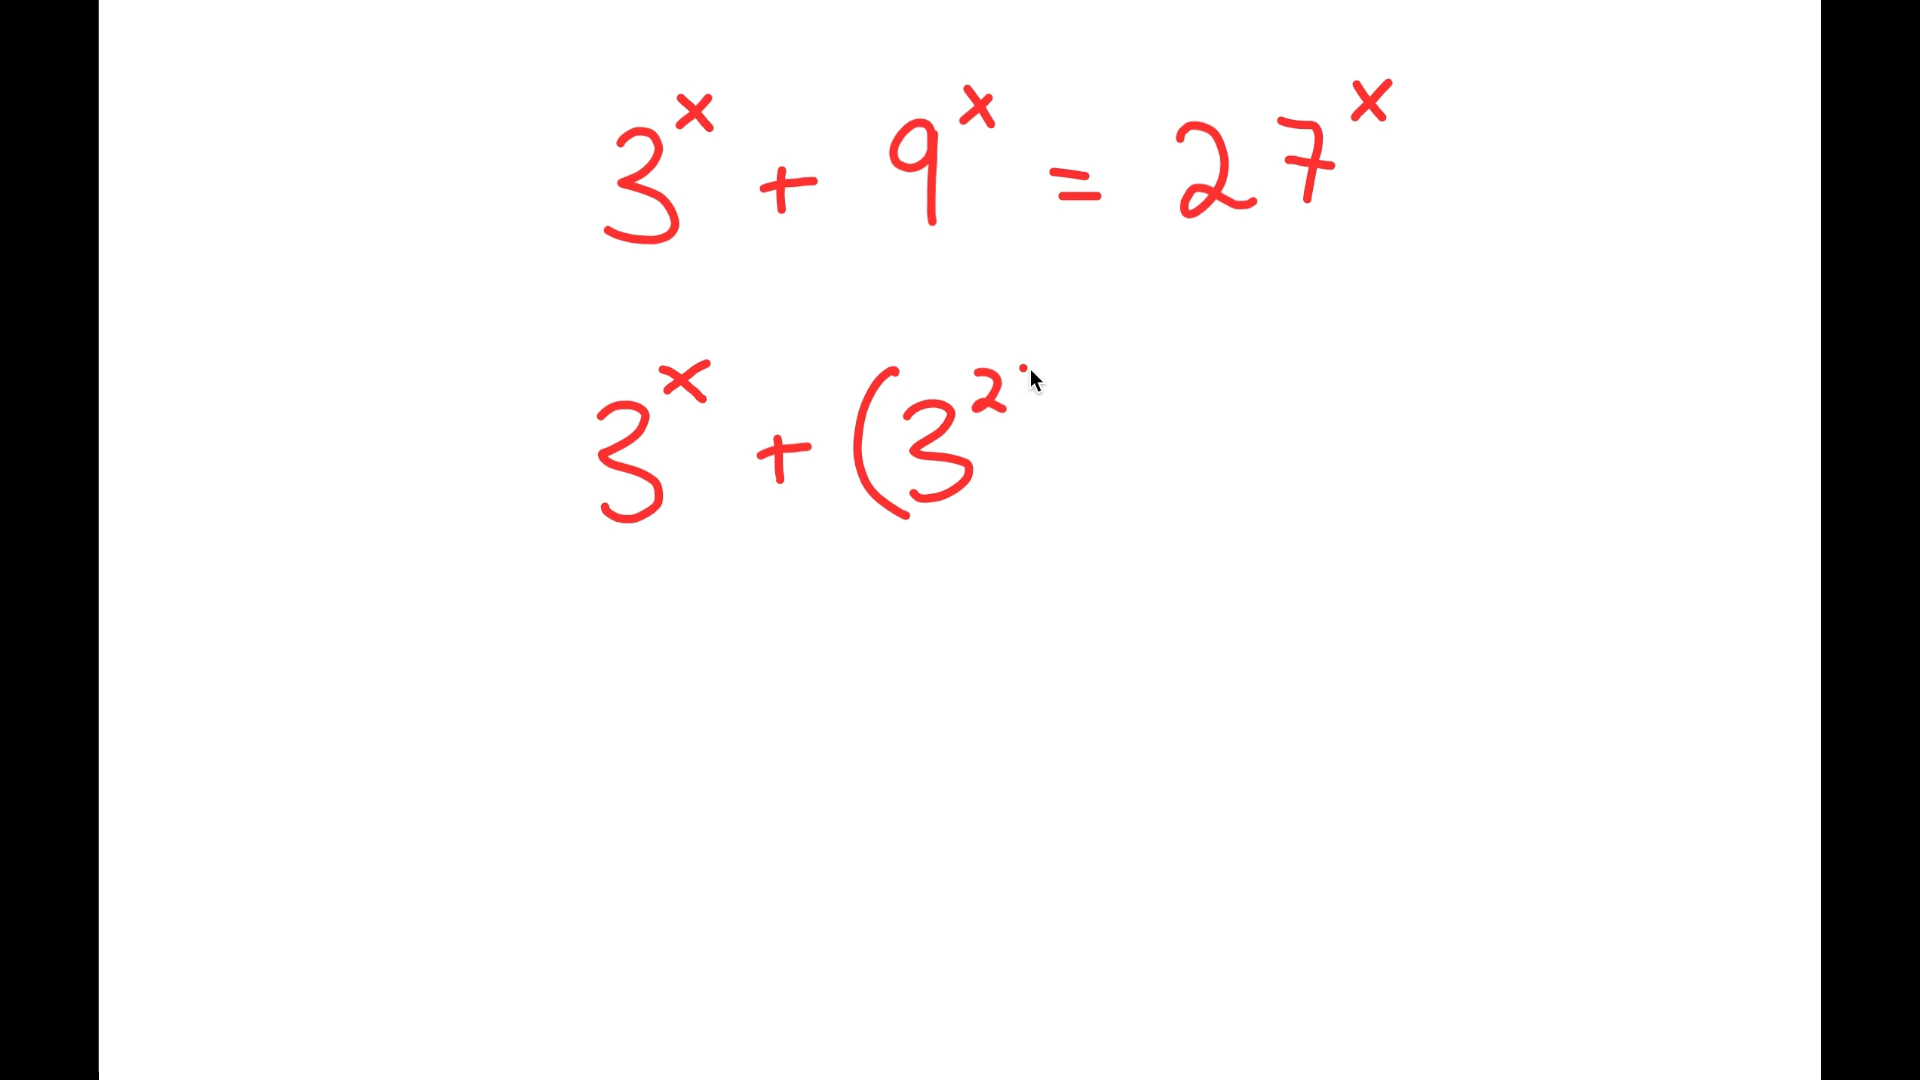 3^x + 9^x = 27^x
3^x + (3^2